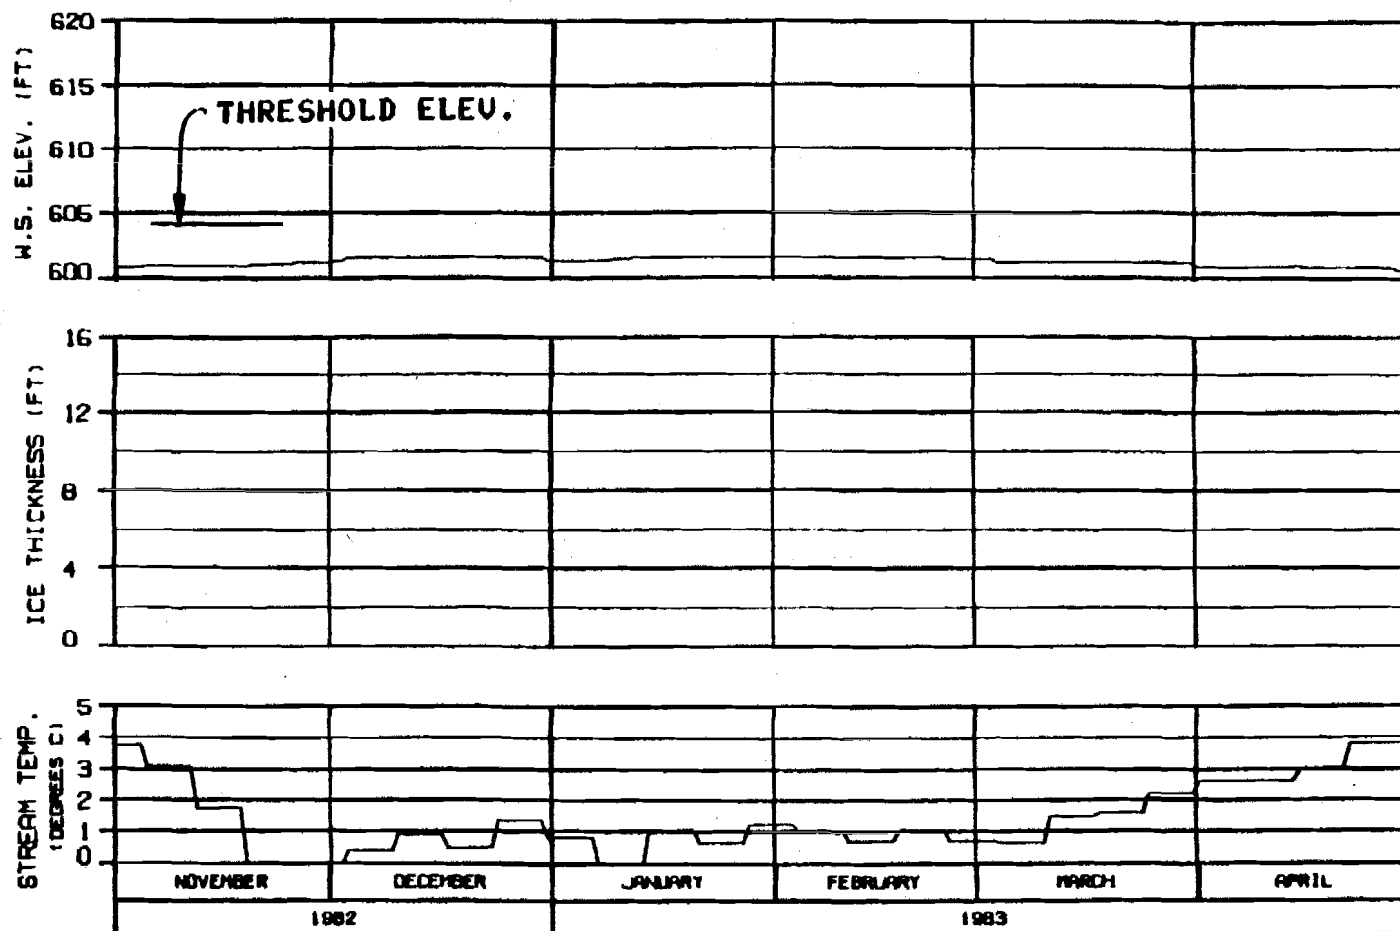 W.S. ELEV. (FT)
620
615
610
605
600
THRESHOLD ELEV.
ICE THICKNESS (FT)
16
12
8
4
0
STREAM TEMP.
(DEGREES C)
5
4
3
2
1
0
NOVEMBER DECEMBER JANUARY FEBRUARY MARCH APRIL
1982 1983